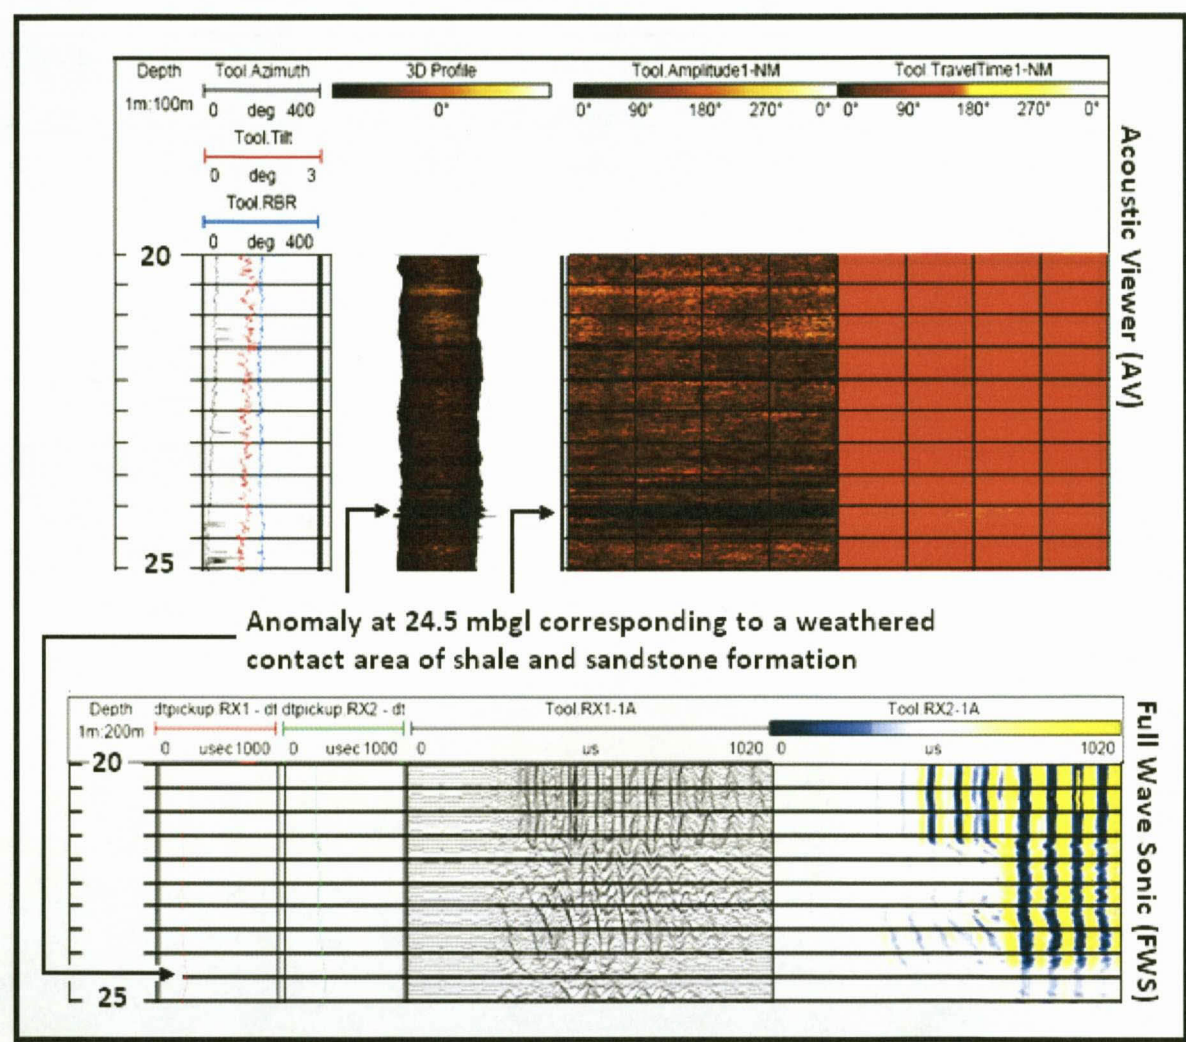 Depth Tool.Azimuth 3D Profile Tool.Amplitude1-NM Tool.TravelTime1-NM
1m:100m 0 deg 400 0° 0° 90° 180° 270° 0° 0° 90° 180° 270° 0°
Tool.Tilt
0 deg 3
Tool.RBR
0 deg 400
20
25
Acoustic Viewer (AV)
Anomaly at 24.5 mbgl corresponding to a weathered
contact area of shale and sandstone formation
Depth dtpickup.RX1 - dt dtpickup.RX2 - dt Tool.RX1-1A Tool.RX2-1A
1m:200m 0 usec 1000 0 usec 1000 0 us 1020 0 us 1020
20
25
Full Wave Sonic (FWS)